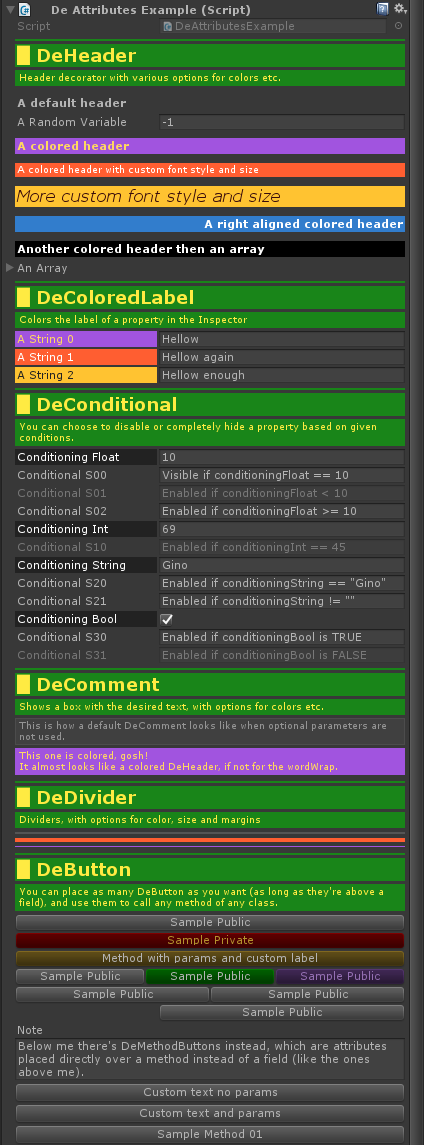 De Attributes Example (Script)
Script DeAttributesExample
DeHeader
Header decorator with various options for colors etc.
A default header
A Random Variable -1
A colored header
A colored header with custom font style and size
More custom font style and size
A right aligned colored header
Another colored header then an array
An Array
DeColoredLabel
Colors the label of a property in the Inspector
A String 0 Hellow
A String 1 Hellow again
A String 2 Hellow enough
DeConditional
You can choose to disable or completely hide a property based on given
conditions.
Conditioning Float 10
Conditional S00 Visible if conditioningFloat == 10
Conditional S01 Enabled if conditioningFloat < 10
Conditional S02 Enabled if conditioningFloat >= 10
Conditioning Int 69
Conditional S10 Enabled if conditioningInt == 45
Conditioning String Gino
Conditional S20 Enabled if conditioningString == "Gino"
Conditional S21 Enabled if conditioningString != ""
Conditioning Bool
Conditional S30 Enabled if conditioningBool is TRUE
Conditional S31 Enabled if conditioningBool is FALSE
DeComment
Shows a box with the desired text, with options for colors etc.
This is how a default DeComment looks like when optional parameters are
not used.
This one is colored, gosh!
It almost looks like a colored DeHeader, if not for the wordWrap.
DeDivider
Dividers, with options for color, size and margins
DeButton
You can place as many DeButton as you want (as long as they're above a
field), and use them to call any method of any class.
Sample Public
Sample Private
Method with params and custom label
Sample Public Sample Public Sample Public
Sample Public Sample Public
Sample Public
Note
Below me there's DeMethodButtons instead, which are attributes
placed directly over a method instead of a field (like the ones
above me).
Custom text no params
Custom text and params
Sample Method 01